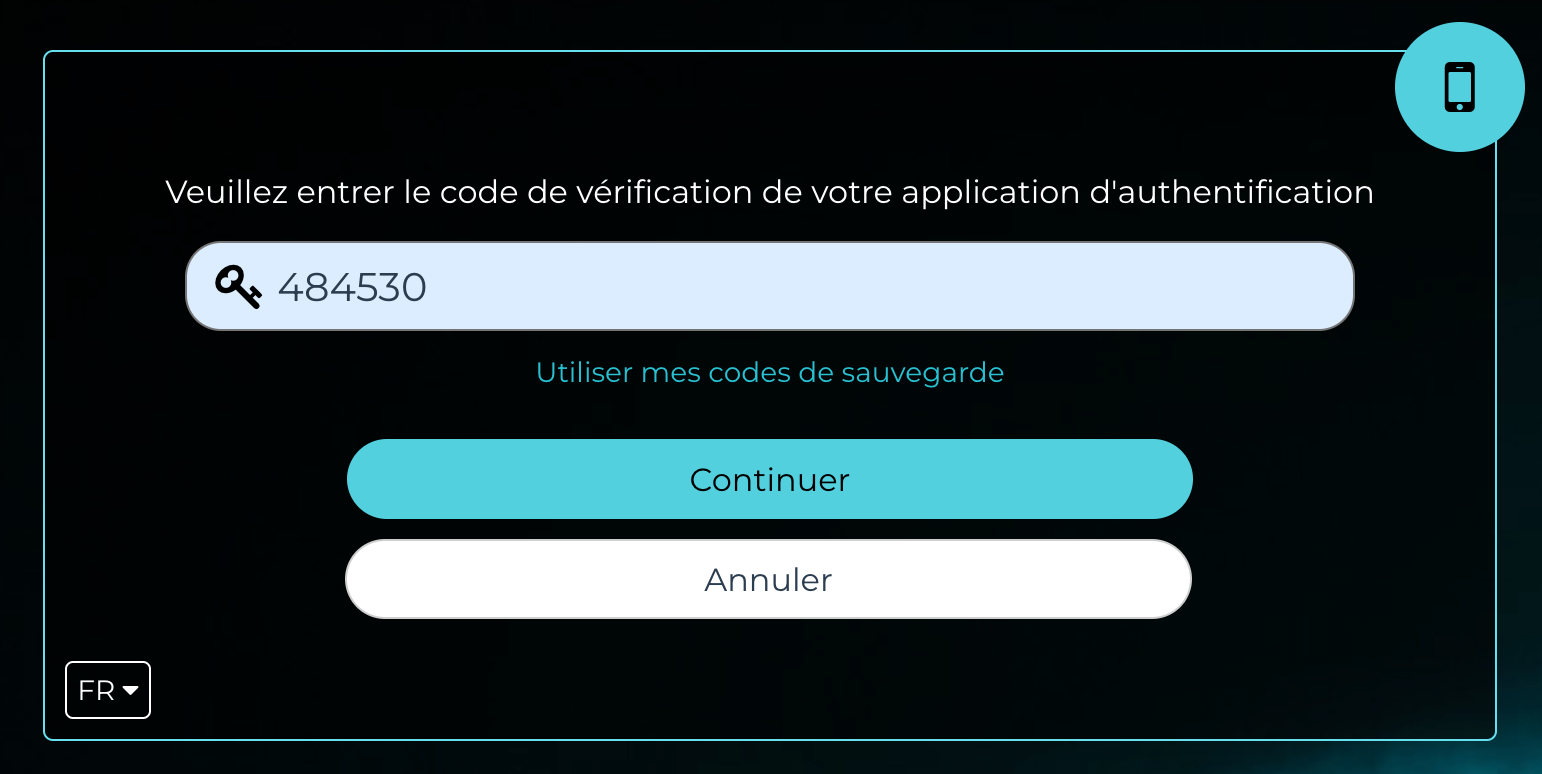 Veuillez entrer le code de vérification de votre application d'authentification
484530
Utiliser mes codes de sauvegarde
Continuer
Annuler
FR